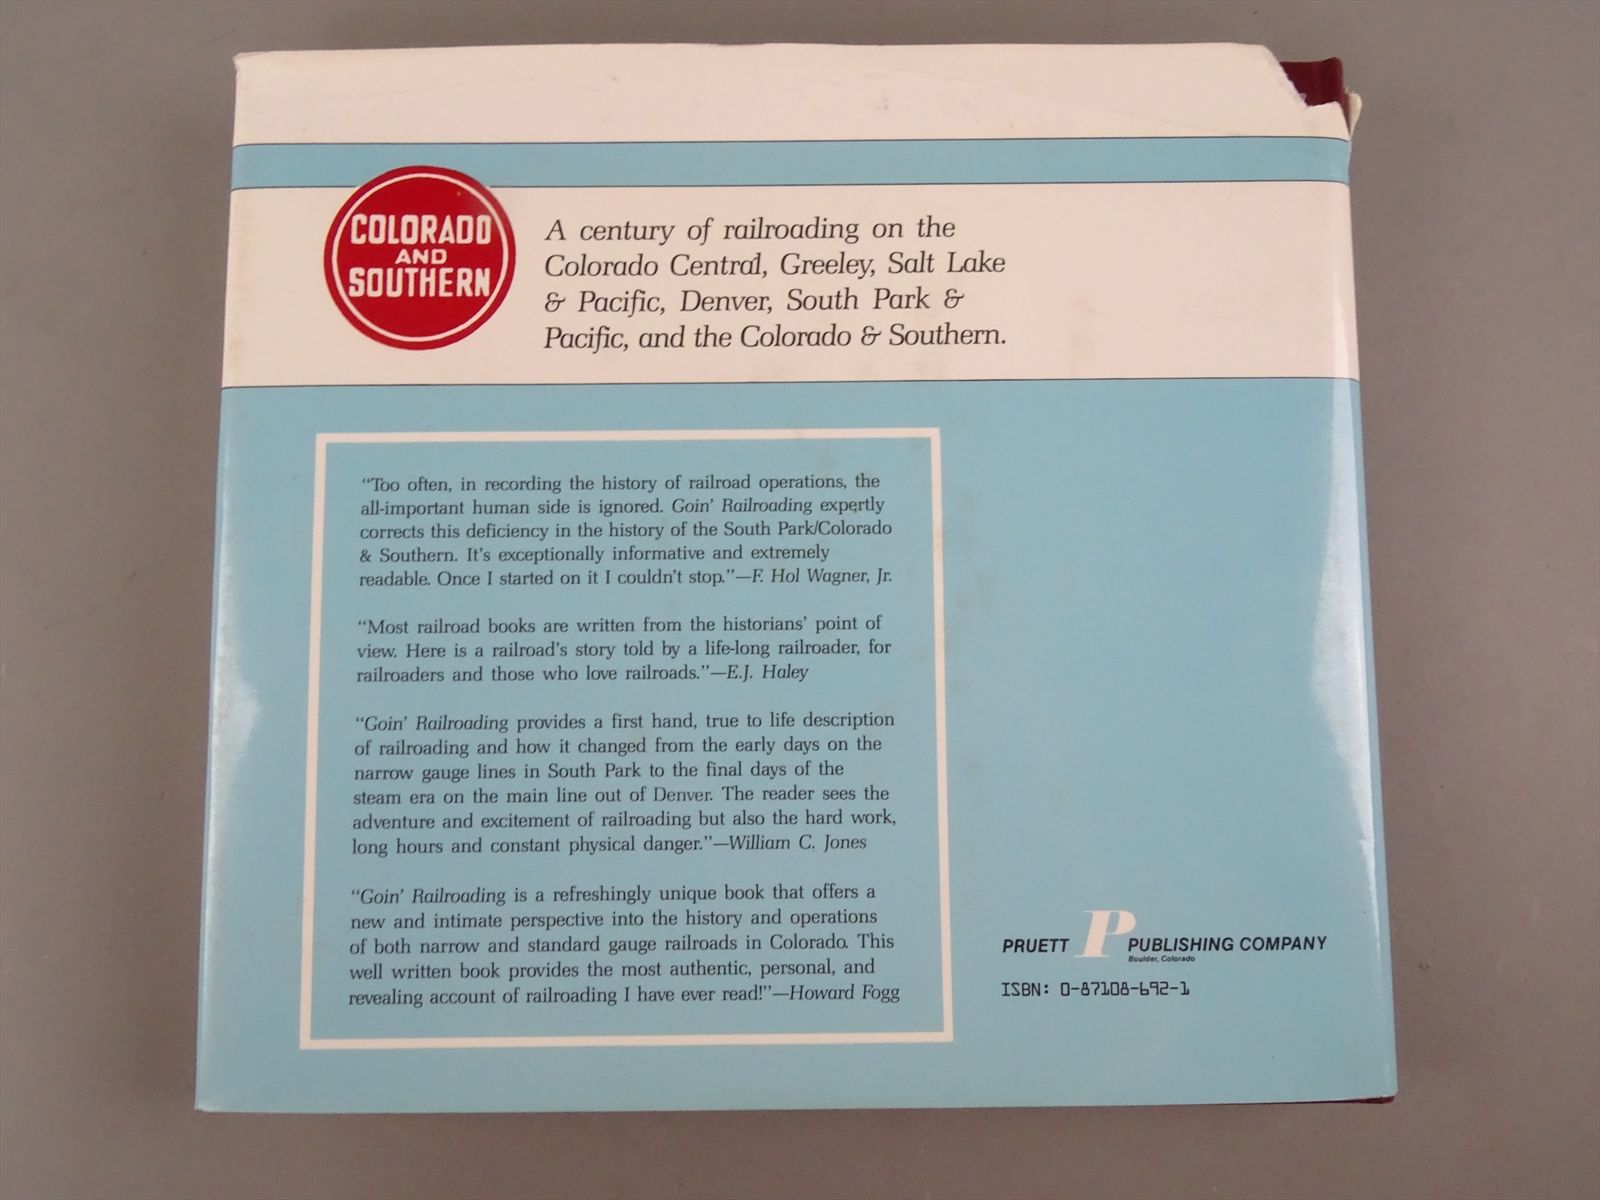 COLORADO
AND
SOUTHERN
A century of railroading on the
Colorado Central, Greeley, Salt Lake
& Pacific, Denver, South Park &
Pacific, and the Colorado & Southern.
“Too often, in recording the history of railroad operations, the
all-important human side is ignored. Goin’ Railroading expertly
corrects this deficiency in the history of the South Park/Colorado
& Southern. It’s exceptionally informative and extremely
readable. Once I started on it I couldn’t stop.”—F. Hol Wagner, Jr.
“Most railroad books are written from the historians’ point of
view. Here is a railroad’s story told by a life-long railroader, for
railroaders and those who love railroads.”—E.J. Haley
“Goin’ Railroading provides a first hand, true to life description
of railroading and how it changed from the early days on the
narrow gauge lines in South Park to the final days of the
steam era on the main line out of Denver. The reader sees the
adventure and excitement of railroading but also the hard work,
long hours and constant physical danger.”—William C. Jones
“Goin’ Railroading is a refreshingly unique book that offers a
new and intimate perspective into the history and operations
of both narrow and standard gauge railroads in Colorado. This
well written book provides the most authentic, personal, and
revealing account of railroading I have ever read!”—Howard Fogg
PRUETT P PUBLISHING COMPANY
Boulder, Colorado
ISBN: 0-87108-692-1